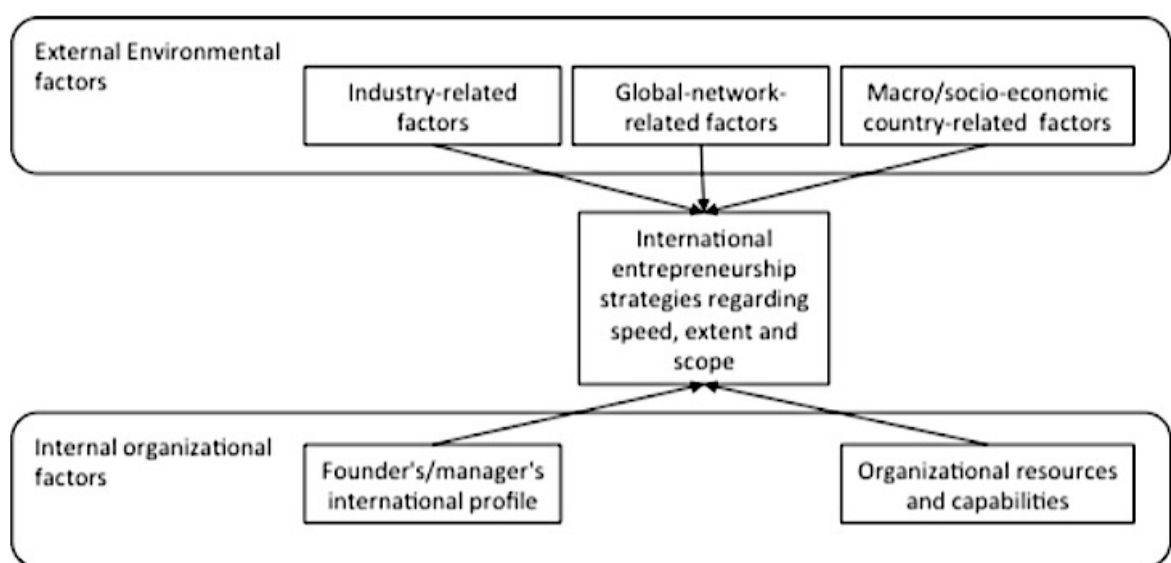 External Environmental
factors
Industry-related
factors
Global-network-
related factors
Macro/socio-economic
country-related factors
International
entrepreneurship
strategies regarding
speed, extent and
scope
Internal organizational
factors
Founder's/manager's
international profile
Organizational resources
and capabilities